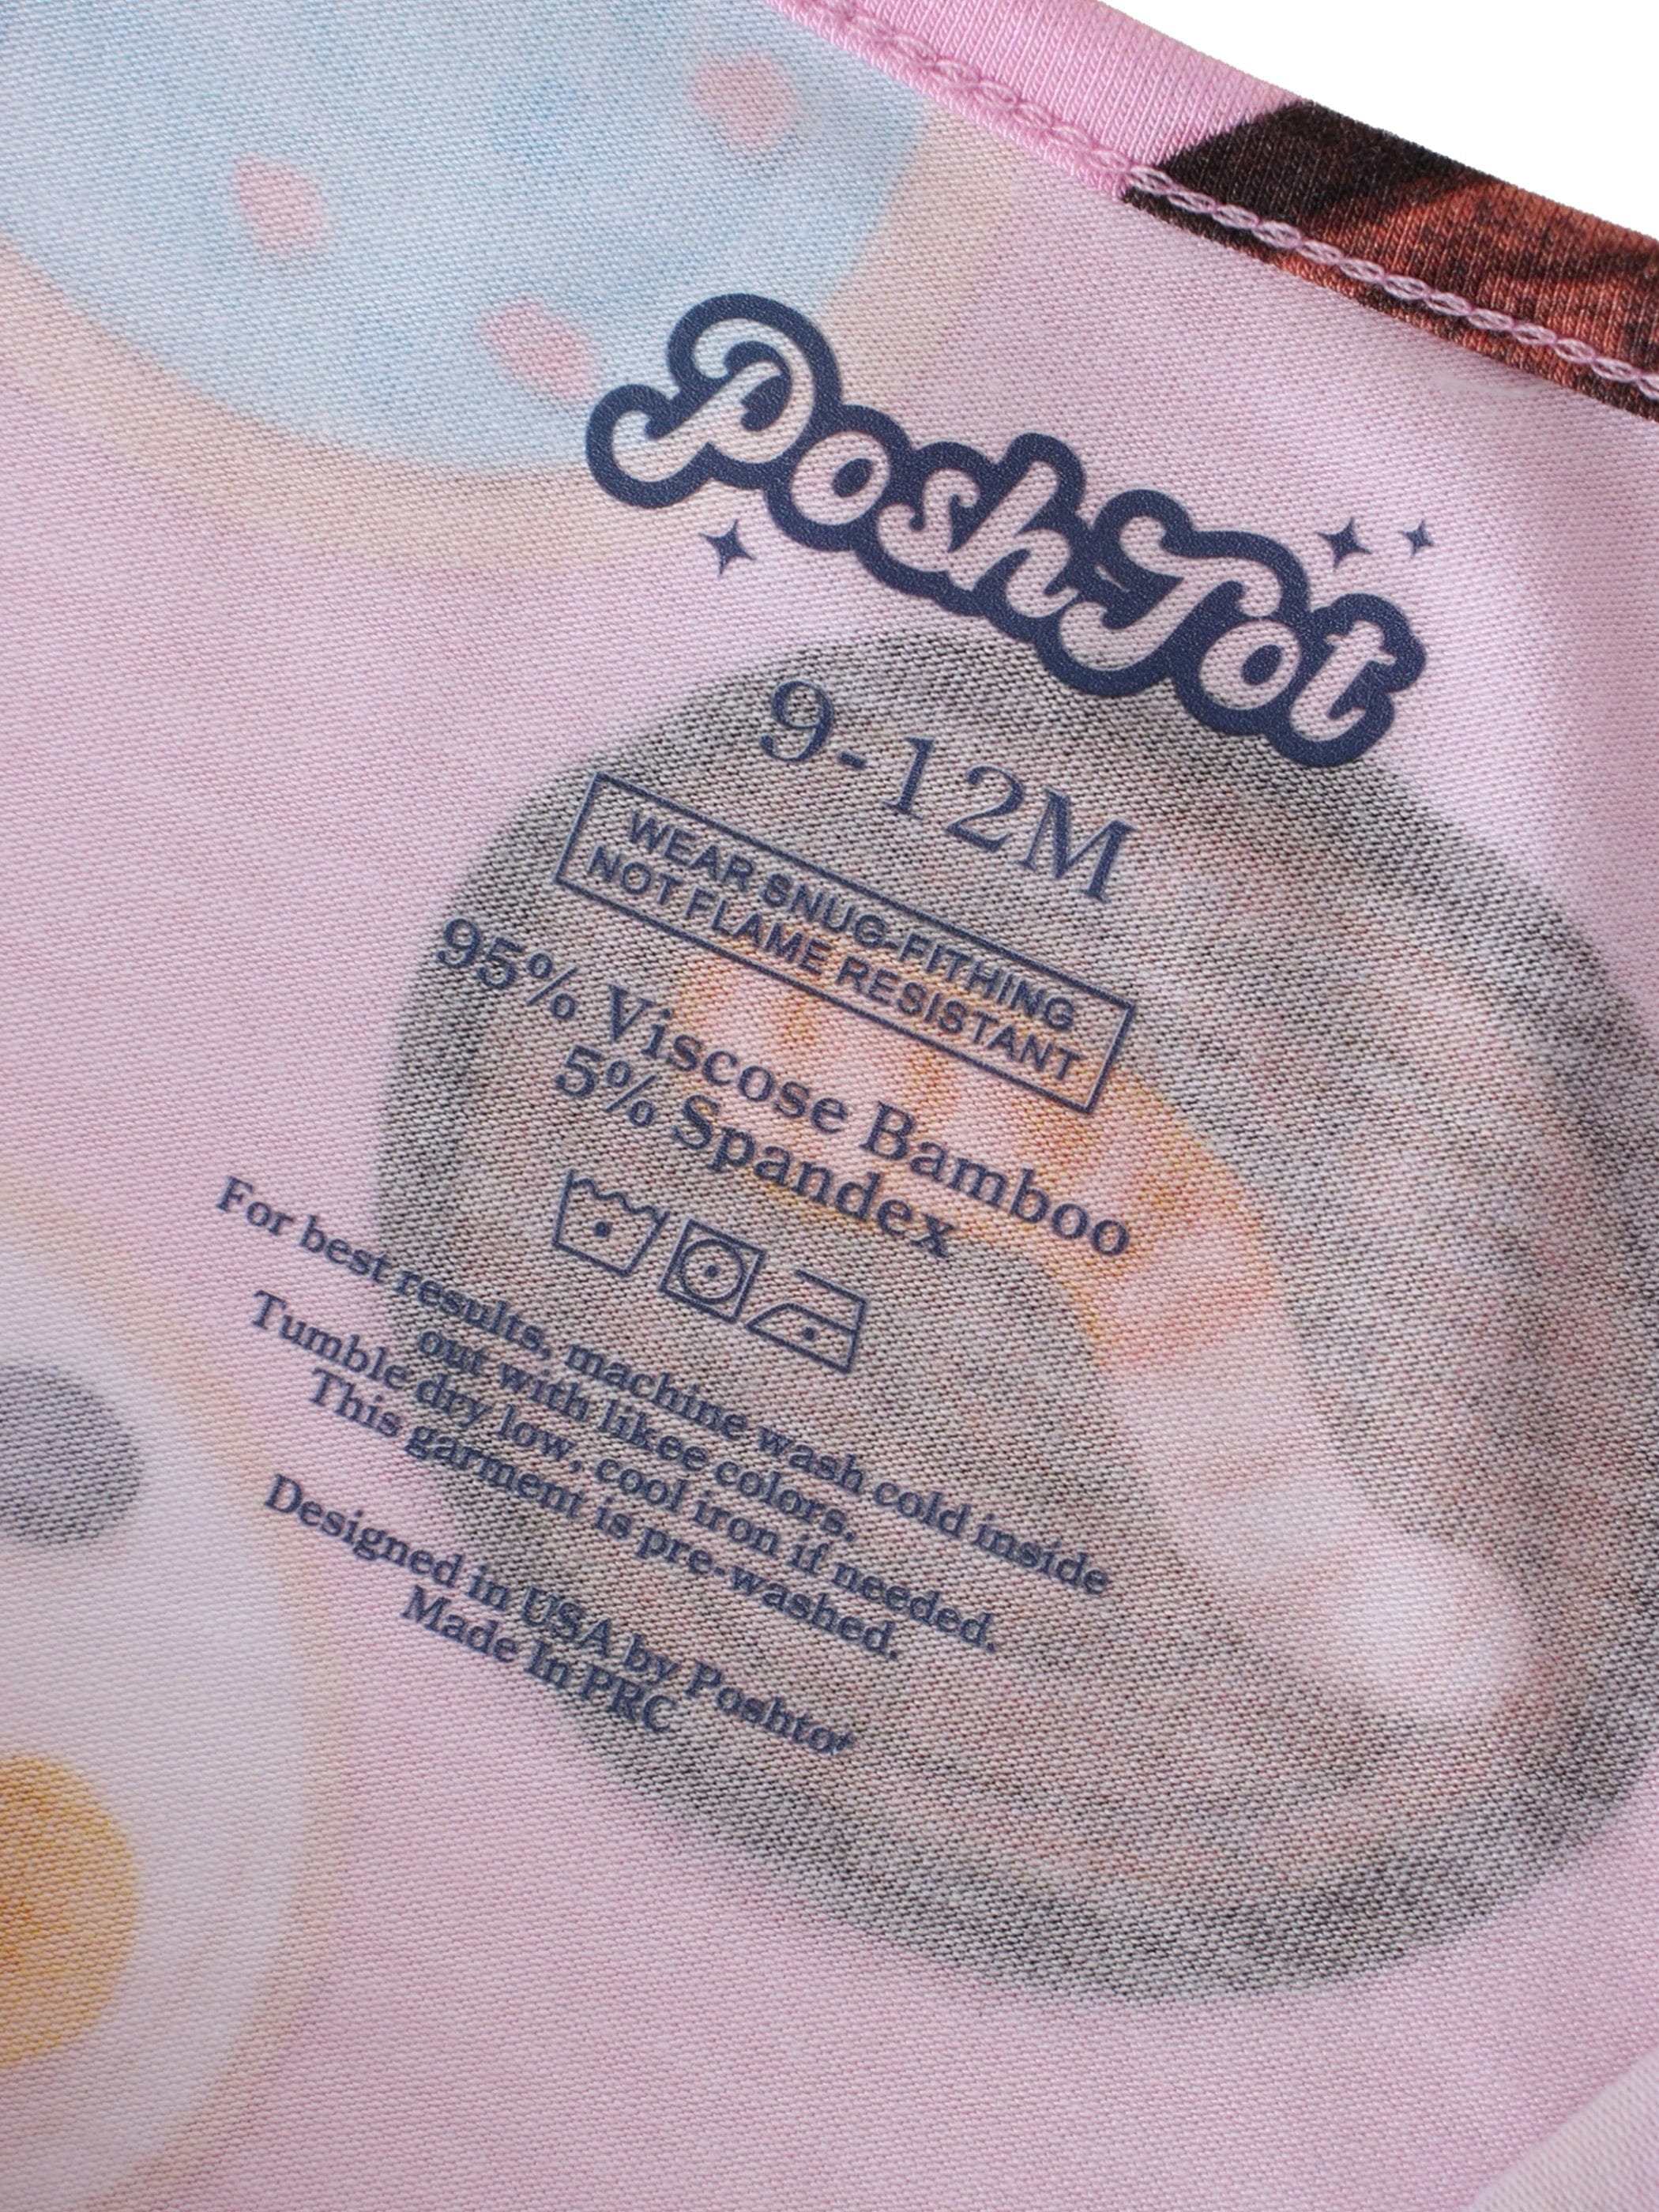 PoshTot
9-12M
WEAR SNUG-FITHING
NOT FLAME RESISTANT
95% Viscose Bamboo
5% Spandex
For best results, machine wash cold inside
out with likee colors.
Tumble dry low, cool iron if needed.
This garment is pre-washed.
Designed in USA by Poshtot
Made In PRC